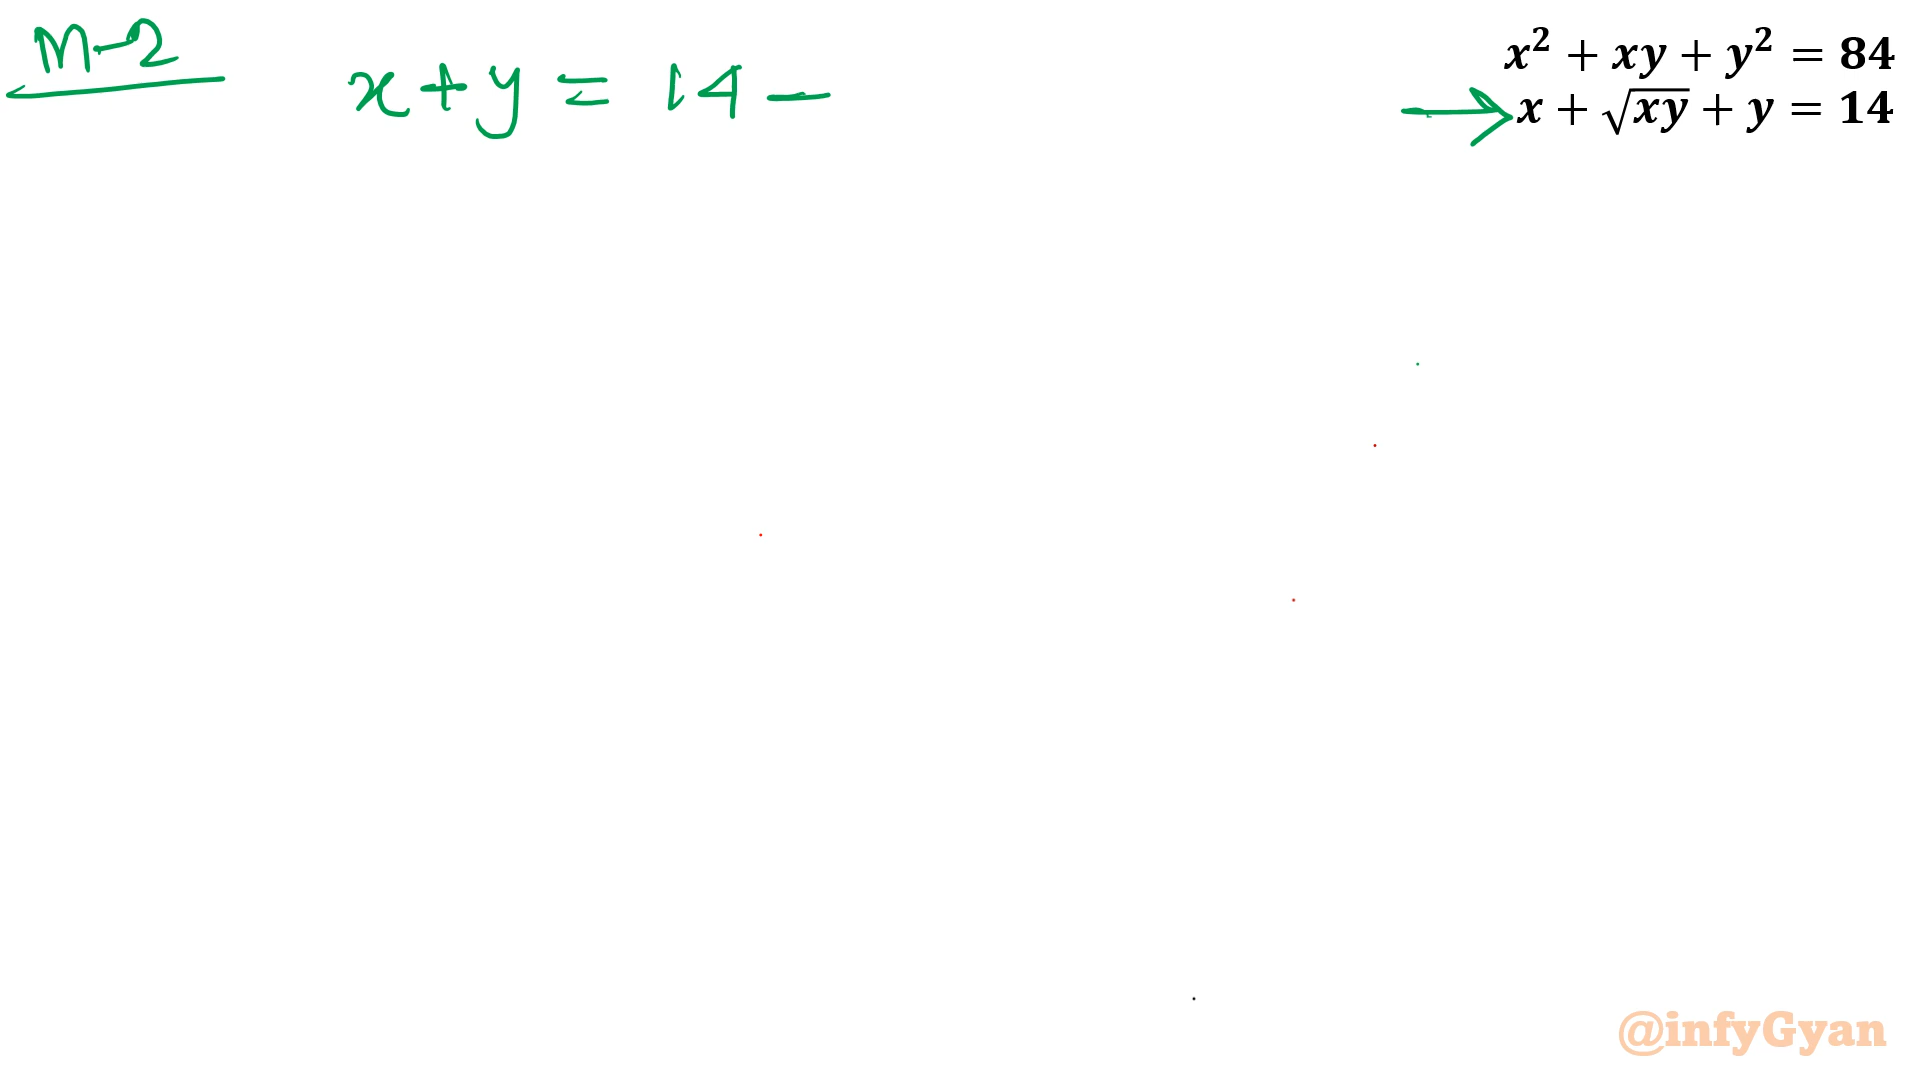 M-2
x² + xy + y² = 84
x + y = 14 -
→ x + √xy + y = 14
@infyGyan